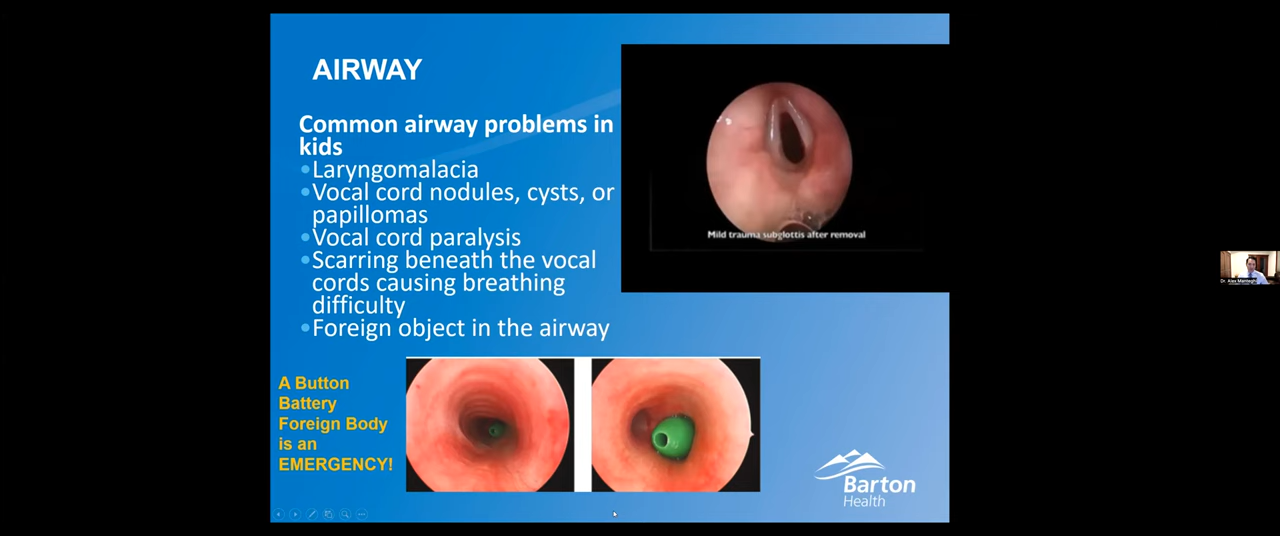 AIRWAY
Common airway problems in
kids
Laryngomalacia
Vocal cord nodules, cysts, or
papillomas
Vocal cord paralysis
Scarring beneath the vocal
cords causing breathing
difficulty
Foreign object in the airway
Mild trauma subglottis after removal
A Button
Battery
Foreign Body
is an
EMERGENCY!
Barton
Health
Dr. Alex